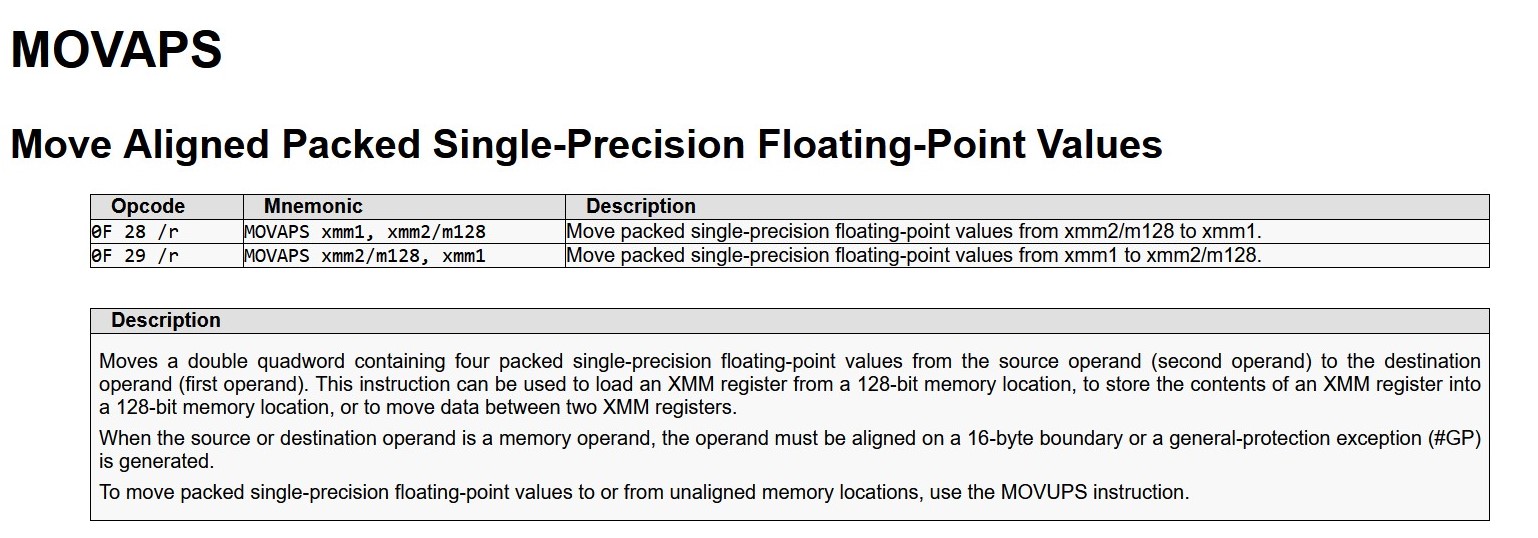 MOVAPS
Move Aligned Packed Single-Precision Floating-Point Values
Opcode Mnemonic Description
0F 28 /r MOVAPS xmm1, xmm2/m128 Move packed single-precision floating-point values from xmm2/m128 to xmm1.
0F 29 /r MOVAPS xmm2/m128, xmm1 Move packed single-precision floating-point values from xmm1 to xmm2/m128.
Description
Moves a double quadword containing four packed single-precision floating-point values from the source operand (second operand) to the destination
operand (first operand). This instruction can be used to load an XMM register from a 128-bit memory location, to store the contents of an XMM register into
a 128-bit memory location, or to move data between two XMM registers.
When the source or destination operand is a memory operand, the operand must be aligned on a 16-byte boundary or a general-protection exception (#GP)
is generated.
To move packed single-precision floating-point values to or from unaligned memory locations, use the MOVUPS instruction.